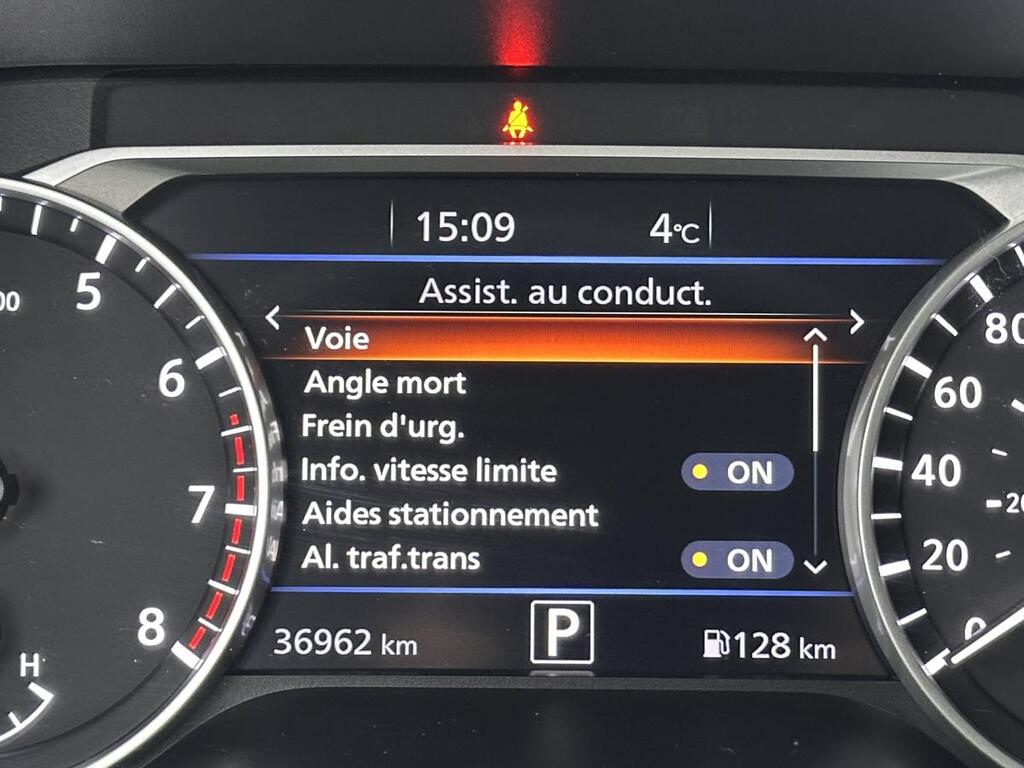 15:09 4°C
Assist. au conduct.
Voie
Angle mort
Frein d'urg.
Info. vitesse limite ON
Aides stationnement
Al. traf.trans ON
36962 km P 128 km
5
6
7
8
H
80
60
40
20
0